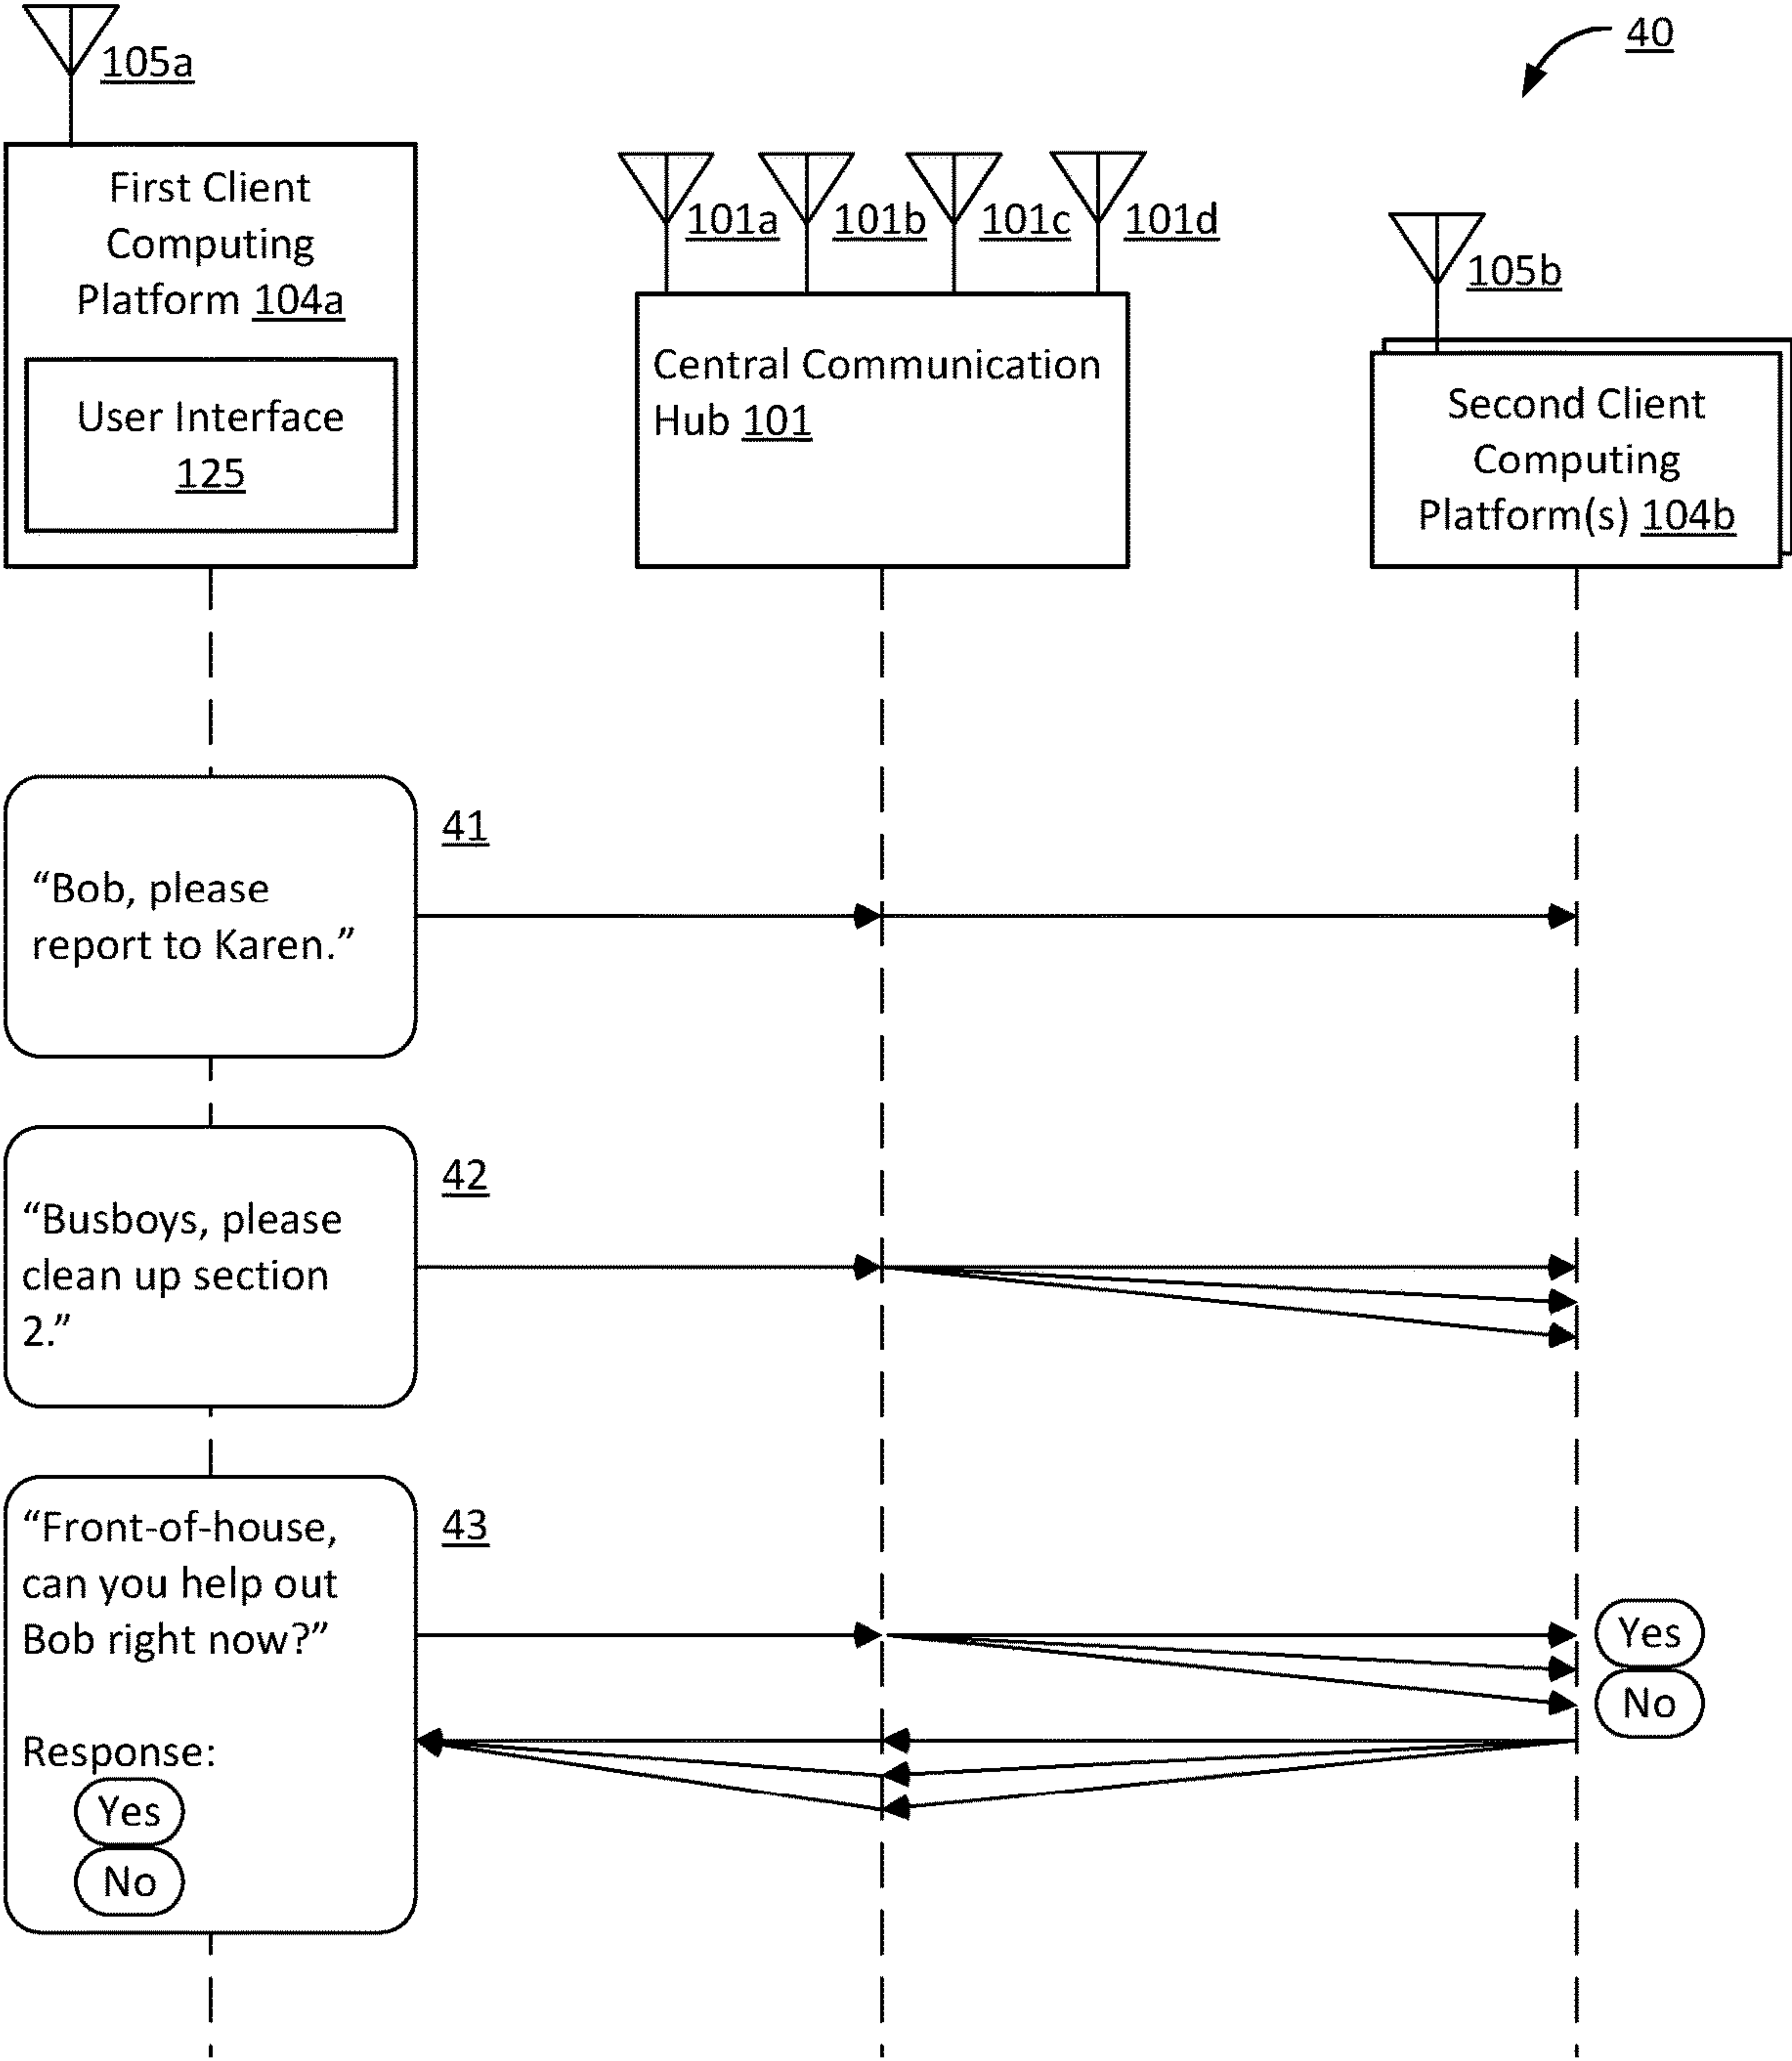 105a
40
First Client
Computing
Platform 104a
User Interface
125
101a
101b
101c
101d
Central Communication
Hub 101
105b
Second Client
Computing
Platform(s) 104b
41
“Bob, please
report to Karen.”
42
“Busboys, please
clean up section
2.”
43
“Front-of-house,
can you help out
Bob right now?”
Yes
No
Response:
Yes
No